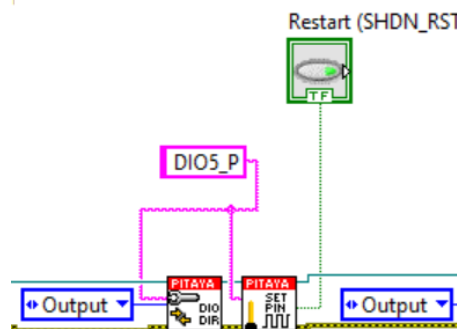 Restart (SHDN_RST
TF
DIO5_P
PITAYA
DIO
DIR
PITAYA
SET
PIN
Output
Output